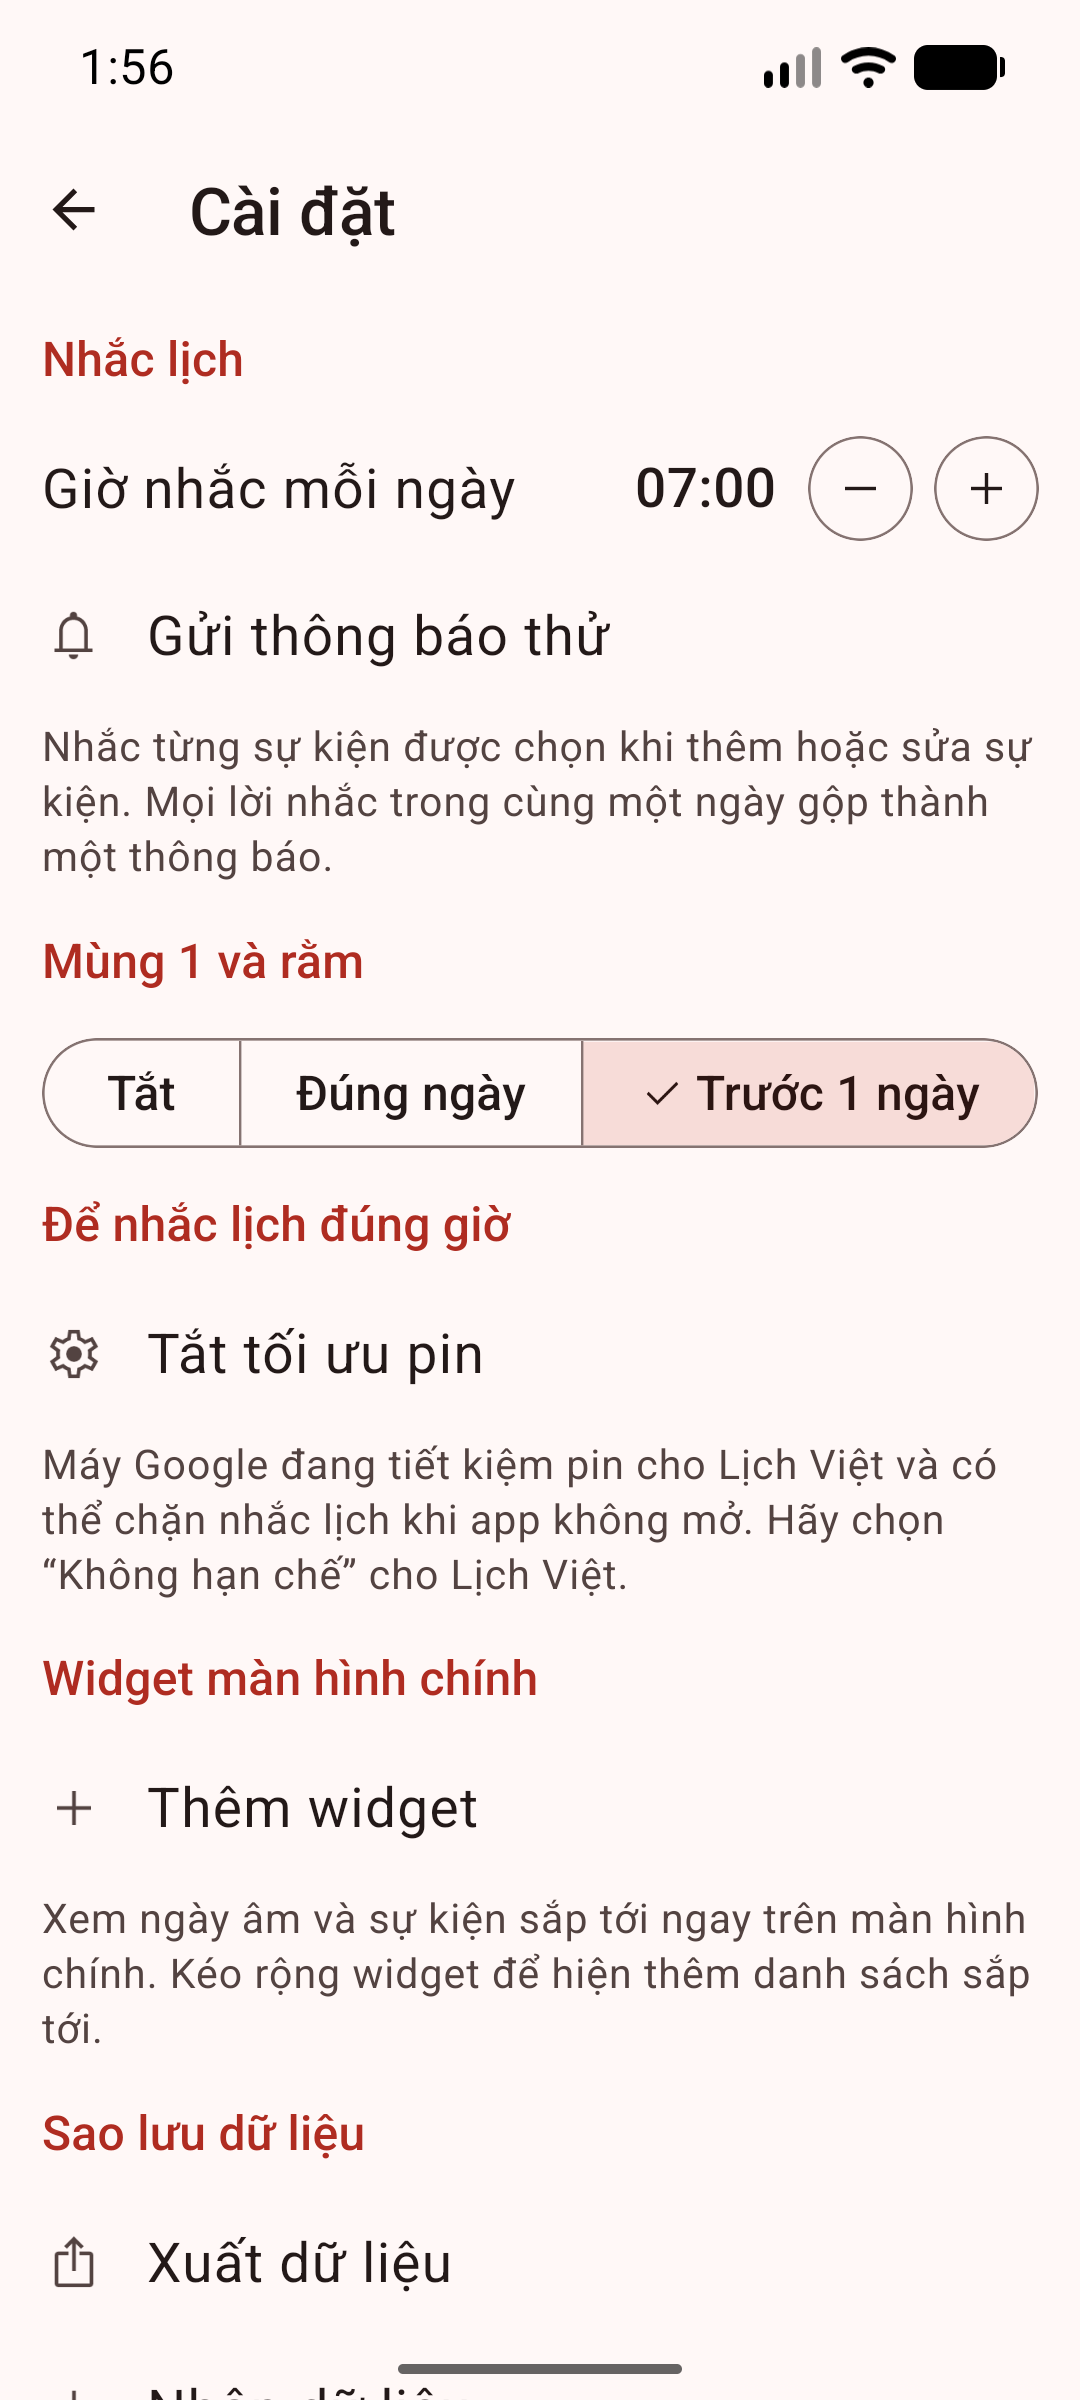 1:56
Cài đặt
Nhắc lịch
Giờ nhắc mỗi ngày 07:00
Gửi thông báo thử
Nhắc từng sự kiện được chọn khi thêm hoặc sửa sự
kiện. Mọi lời nhắc trong cùng một ngày gộp thành
một thông báo.
Mùng 1 và rằm
Tắt Đúng ngày Trước 1 ngày
Để nhắc lịch đúng giờ
Tắt tối ưu pin
Máy Google đang tiết kiệm pin cho Lịch Việt và có
thể chặn nhắc lịch khi app không mở. Hãy chọn
“Không hạn chế” cho Lịch Việt.
Widget màn hình chính
Thêm widget
Xem ngày âm và sự kiện sắp tới ngay trên màn hình
chính. Kéo rộng widget để hiện thêm danh sách sắp
tới.
Sao lưu dữ liệu
Xuất dữ liệu